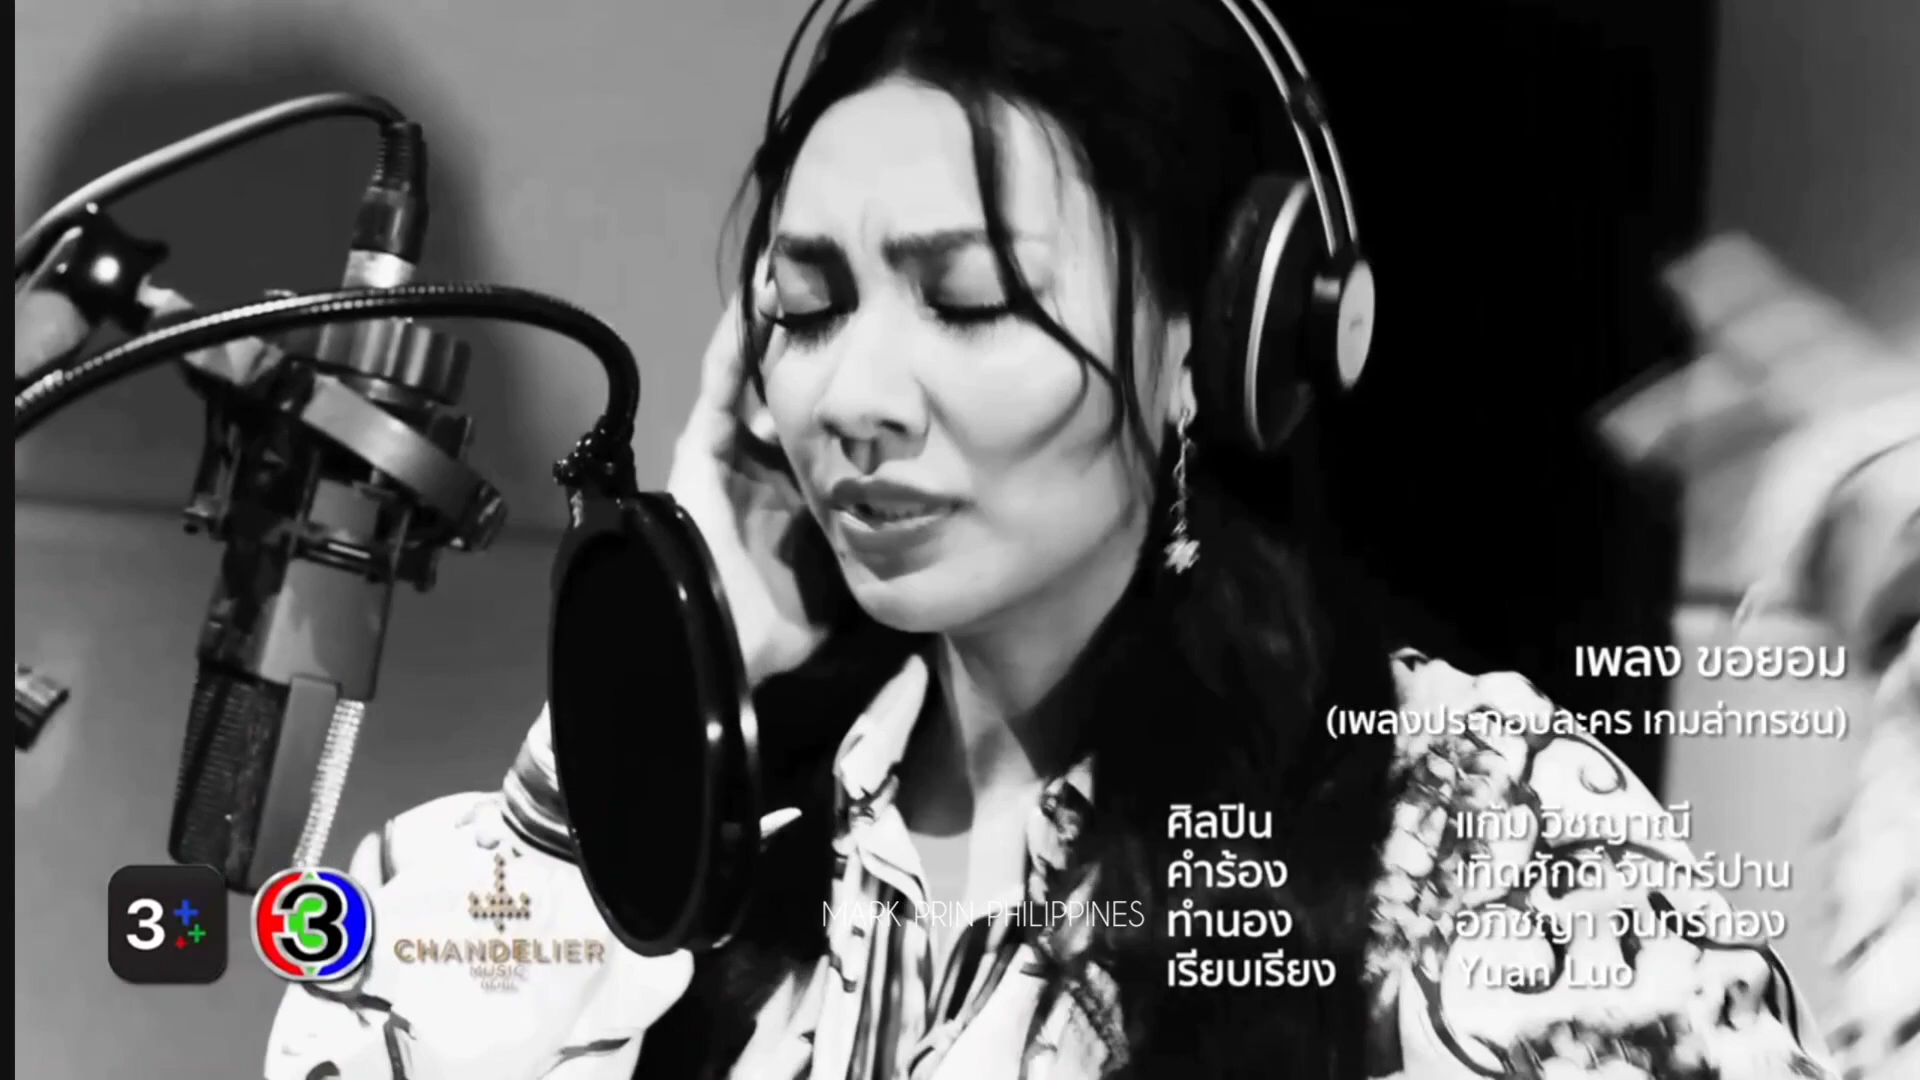 เพลง ขอยอม
(เพลงประกอบละคร เกมล่าทรชน)
ศิลปิน แก้ม วิชญาณี
คำร้อง เทิดศักดิ์ จันทร์ปาน
ทำนอง อภิชญา จันทร์ทอง
เรียบเรียง Yuan Luo
MARK PRIN PHILIPPINES
3
3
CHANDELIER
MUSIC